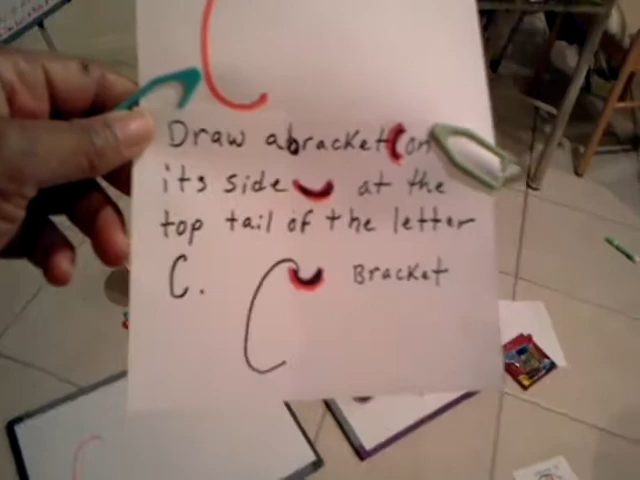 Draw a bracket ( on
its side at the
top tail of the letter
C. Bracket